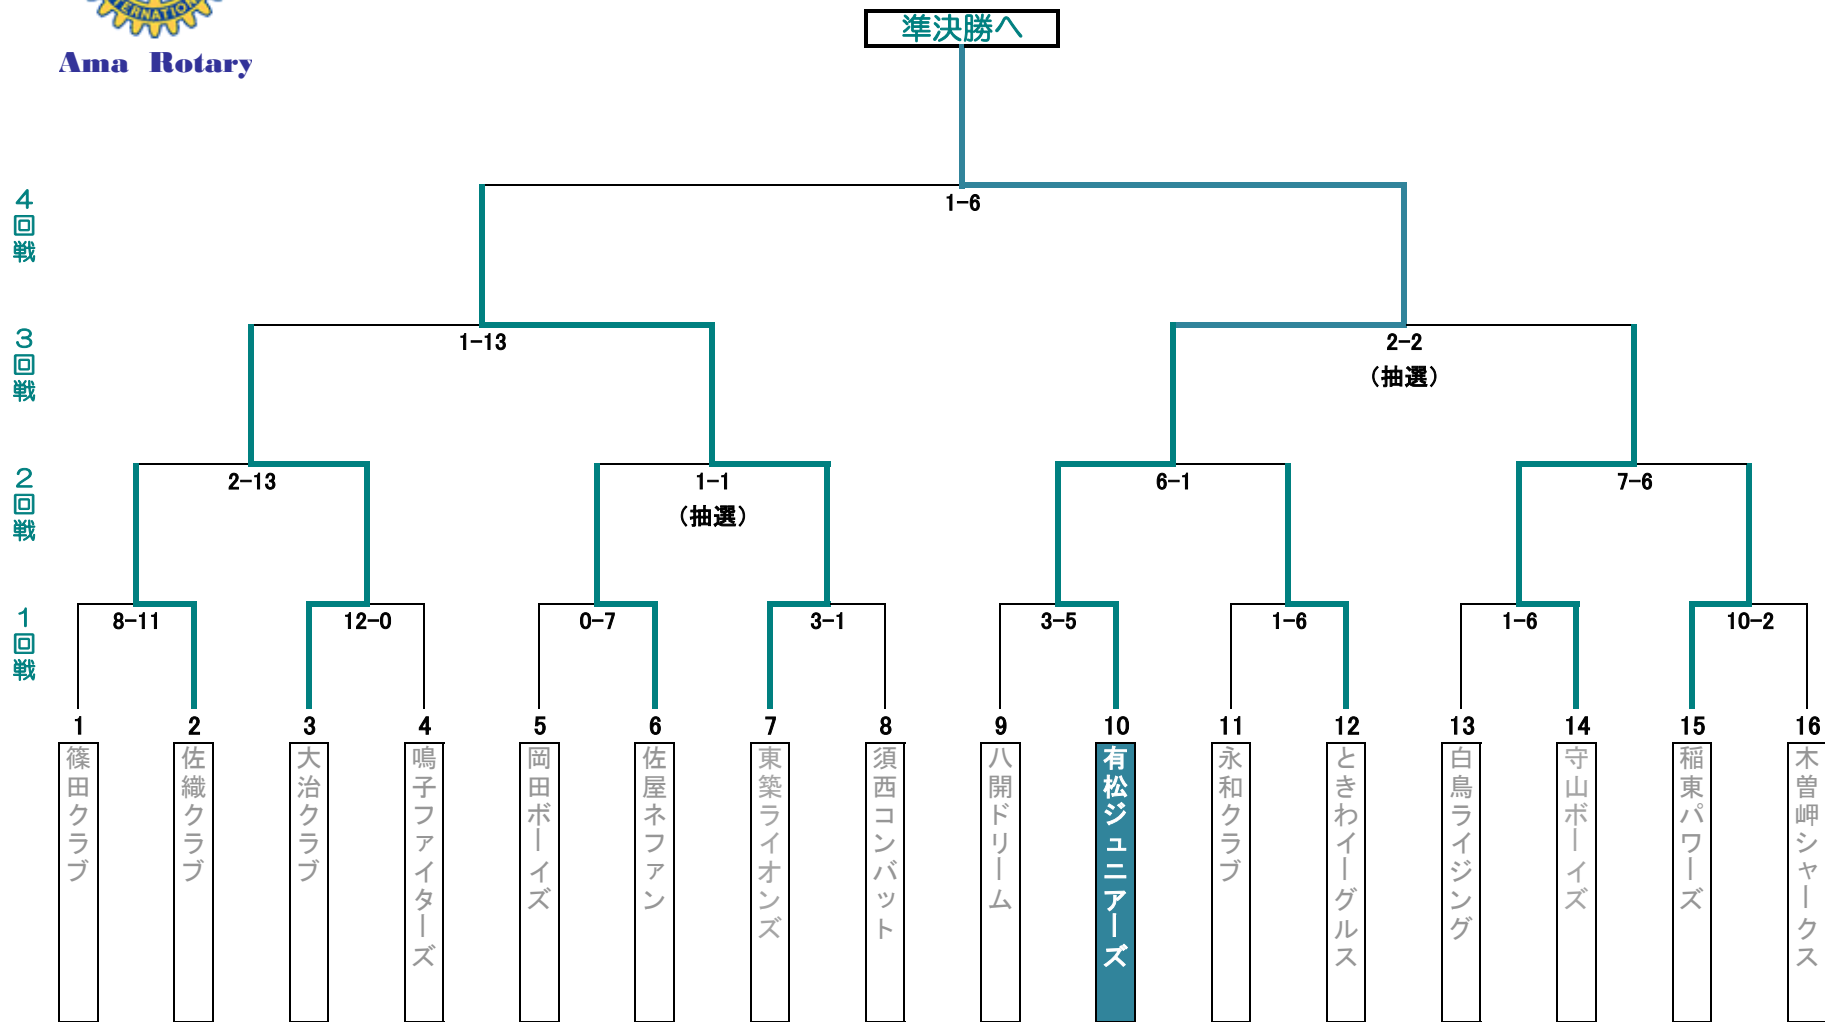 INTERNATIONAL
Ama Rotary
準決勝へ
4回戦
1-6
3回戦
1-13
2-2
（抽選）
2回戦
2-13
1-1
（抽選）
6-1
7-6
1回戦
8-11
12-0
0-7
3-1
3-5
1-6
1-6
10-2
1
2
3
4
5
6
7
8
9
10
11
12
13
14
15
16
篠田クラブ
佐織クラブ
大治クラブ
鳴子ファイターズ
岡田ボーイズ
佐屋ネファン
東築ライオンズ
須西コンバット
八開ドリーム
有松ジュニアーズ
永和クラブ
ときわイーグルス
白鳥ライジング
守山ボーイズ
稲東パワーズ
木曽岬シャークス